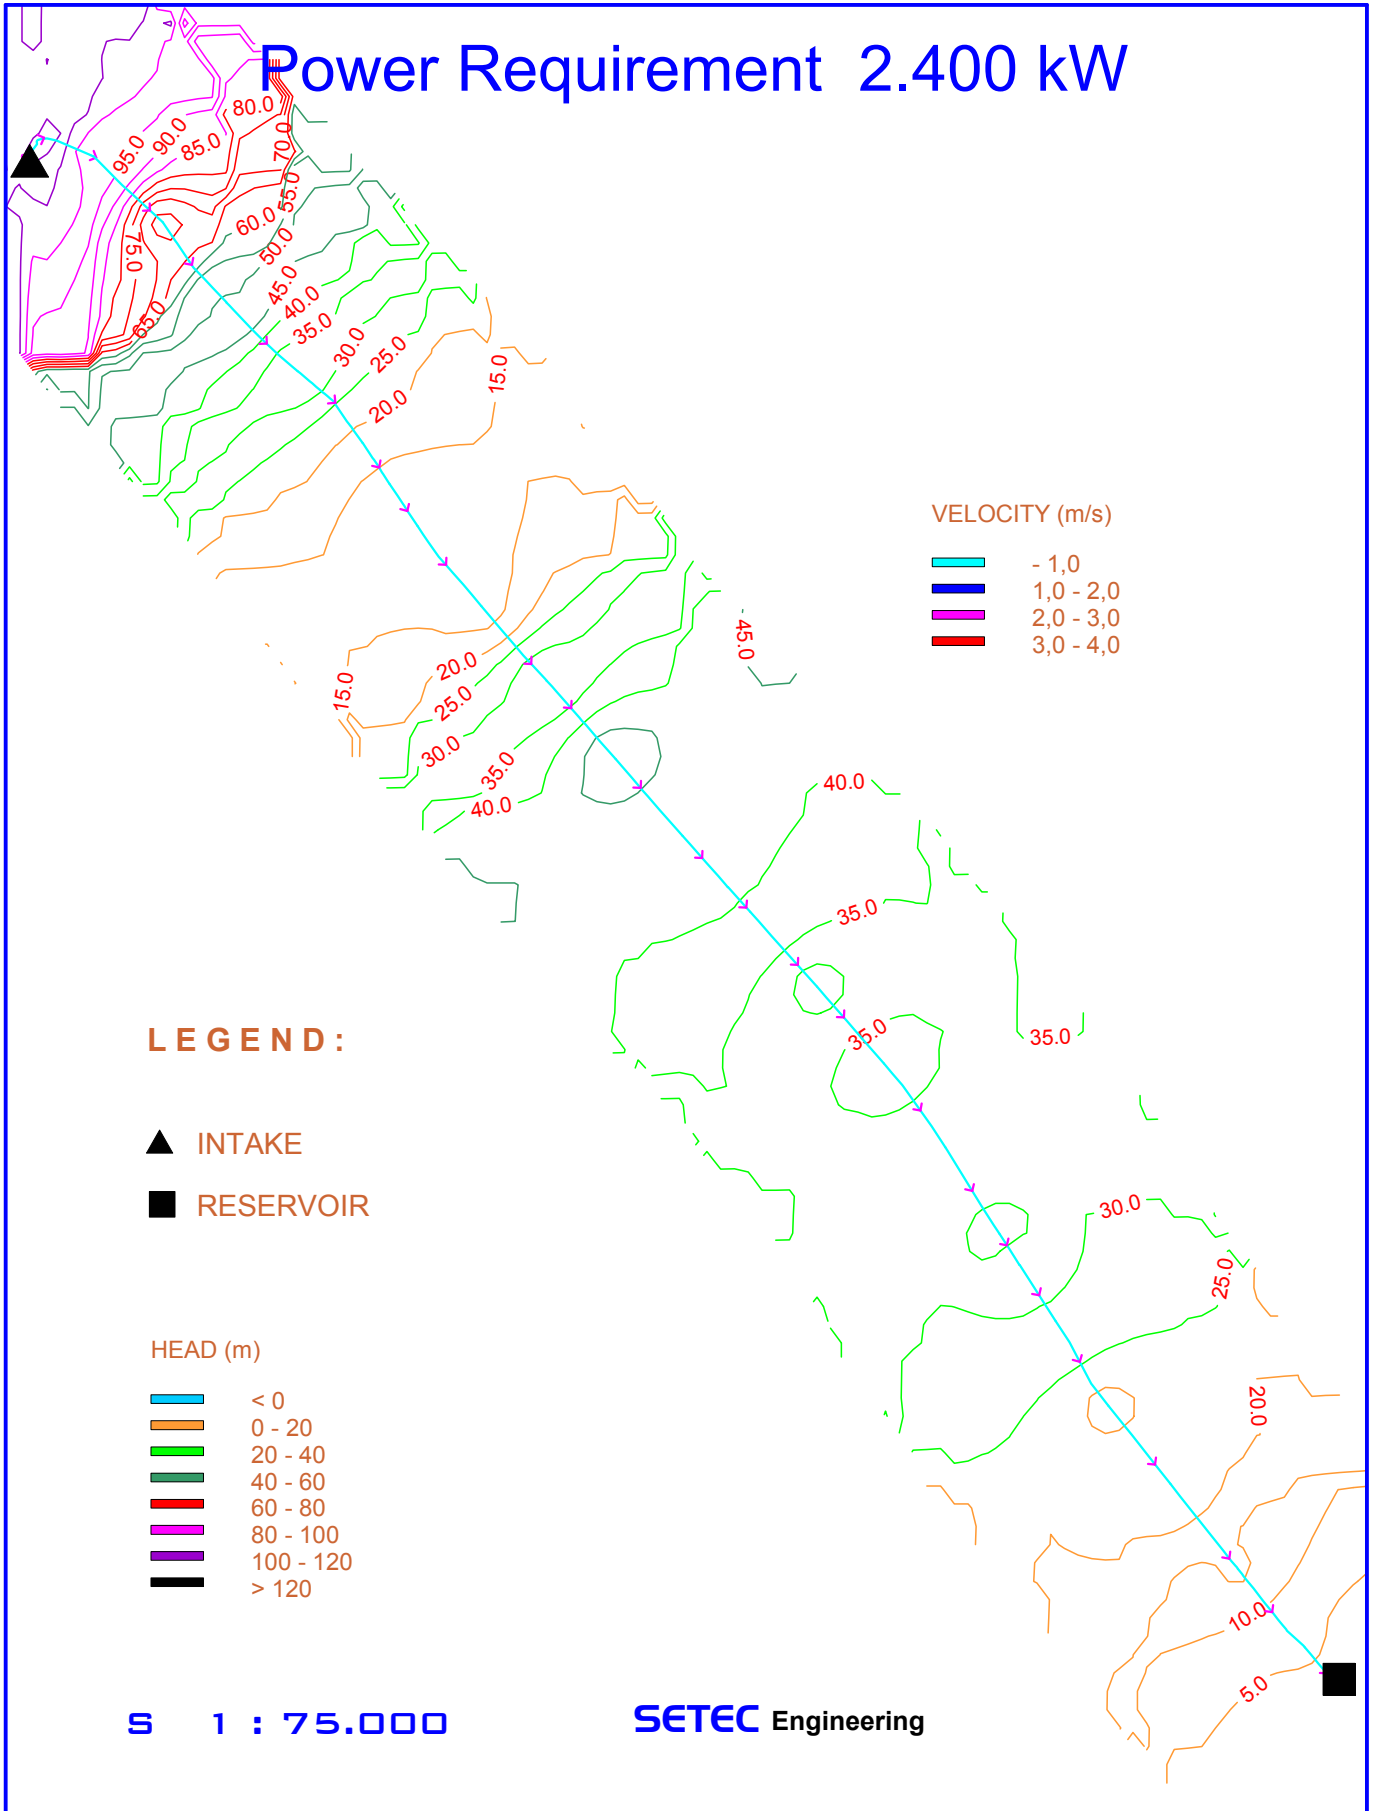 Power Requirement 2.400 kW
80.0
70.0
95.0
90.0
85.0
55.0
60.0
75.0
50.0
45.0
40.0
65.0
35.0
30.0
25.0
15.0
20.0
VELOCITY (m/s)
- 1,0
1,0 - 2,0
2,0 - 3,0
3,0 - 4,0
45.0
20.0
15.0
25.0
30.0
35.0
40.0
40.0
35.0
35.0
35.0
LEGEND:
INTAKE
RESERVOIR
30.0
25.0
HEAD (m)
< 0
0 - 20
20 - 40
40 - 60
60 - 80
80 - 100
100 - 120
> 120
20.0
10.0
5.0
S 1 : 75.000
SETEC Engineering